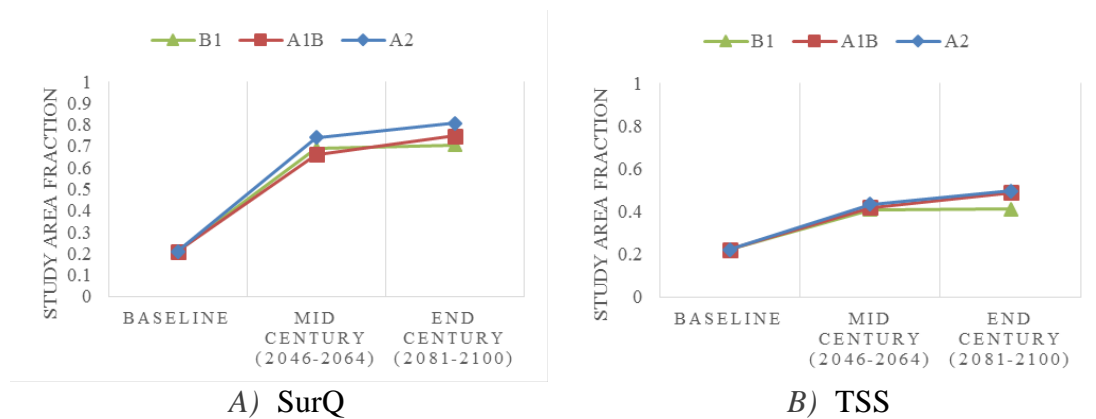 B1 A1B A2
STUDY AREA FRACTION
1
0.9
0.8
0.7
0.6
0.5
0.4
0.3
0.2
0.1
0
BASELINE
MID
CENTURY
(2046-2064)
END
CENTURY
(2081-2100)
A) SurQ
B1 A1B A2
STUDY AREA FRACTION
1
0.8
0.6
0.4
0.2
0
BASELINE
MID
CENTURY
(2046-2064)
END
CENTURY
(2081-2100)
B) TSS